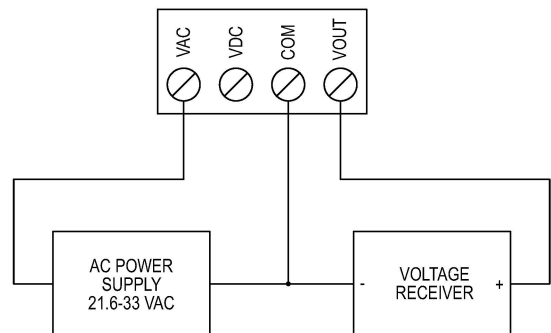 VAC
VDC
COM
VOUT
AC POWER
SUPPLY
21.6-33 VAC
- VOLTAGE +
RECEIVER